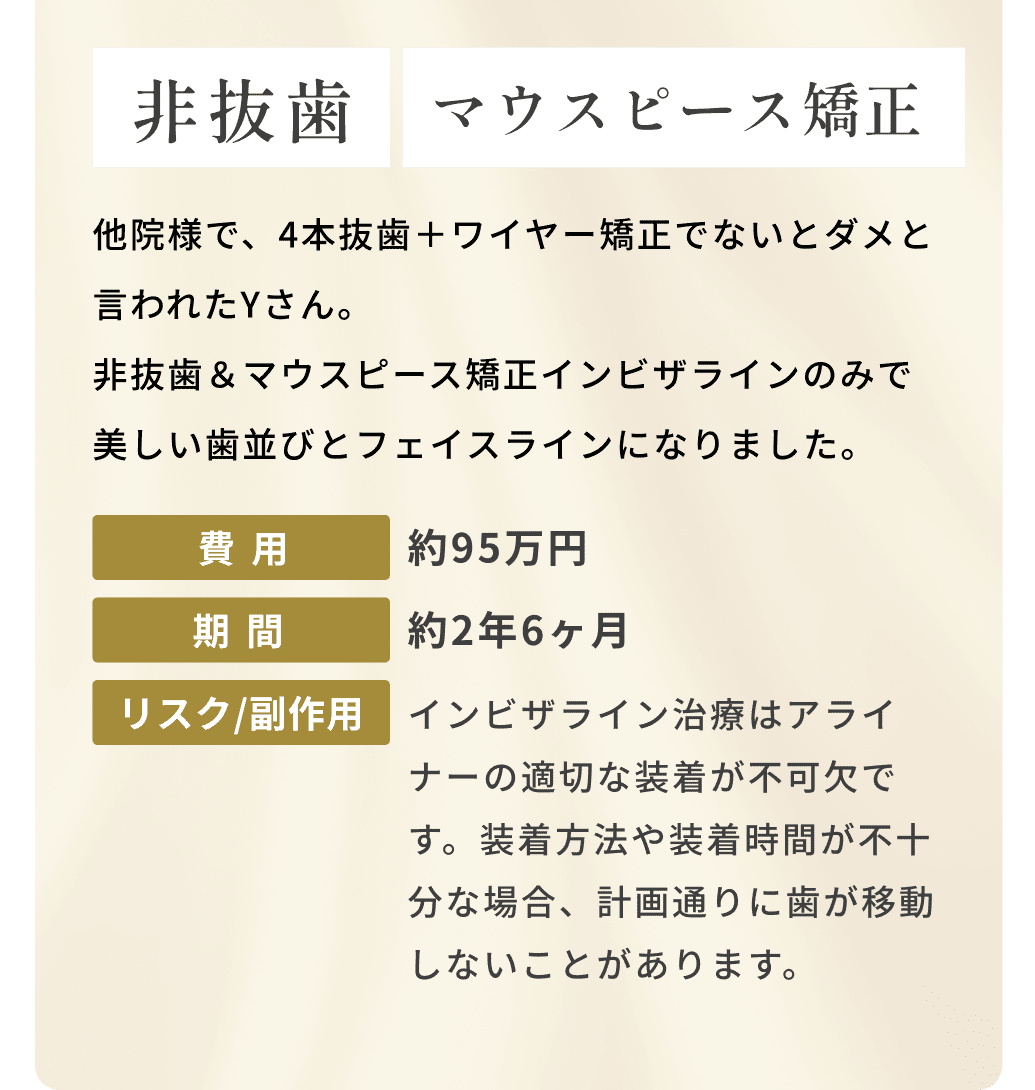 非抜歯 マウスピース矯正
他院様で、4本抜歯＋ワイヤー矯正でないとダメと
言われたYさん。
非抜歯＆マウスピース矯正インビザラインのみで
美しい歯並びとフェイスラインになりました。
費用 約95万円
期間 約2年6ヶ月
リスク/副作用 インビザライン治療はアライ
ナーの適切な装着が不可欠で
す。装着方法や装着時間が不十
分な場合、計画通りに歯が移動
しないことがあります。